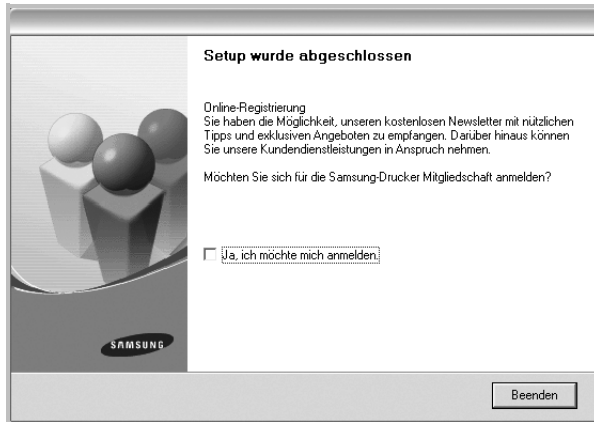 Setup wurde abgeschlossen
Online-Registrierung
Sie haben die Möglichkeit, unseren kostenlosen Newsletter mit nützlichen
Tipps und exklusiven Angeboten zu empfangen. Darüber hinaus können
Sie unsere Kundendienstleistungen in Anspruch nehmen.
Möchten Sie sich für die Samsung-Drucker Mitgliedschaft anmelden?
Ja, ich möchte mich anmelden.
SAMSUNG
Beenden